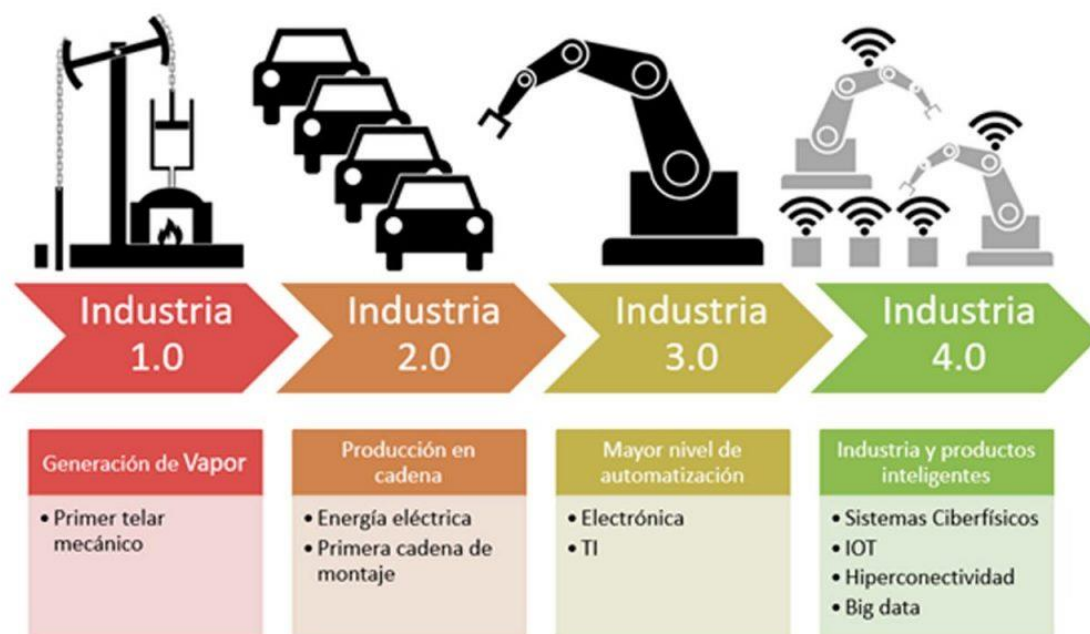 Industria
1.0
Industria
2.0
Industria
3.0
Industria
4.0
Generación de Vapor
• Primer telar
mecánico
Producción en
cadena
• Energía eléctrica
• Primera cadena de
montaje
Mayor nivel de
automatización
• Electrónica
• TI
Industria y productos
inteligentes
• Sistemas Ciberfísicos
• IOT
• Hiperconectividad
• Big data